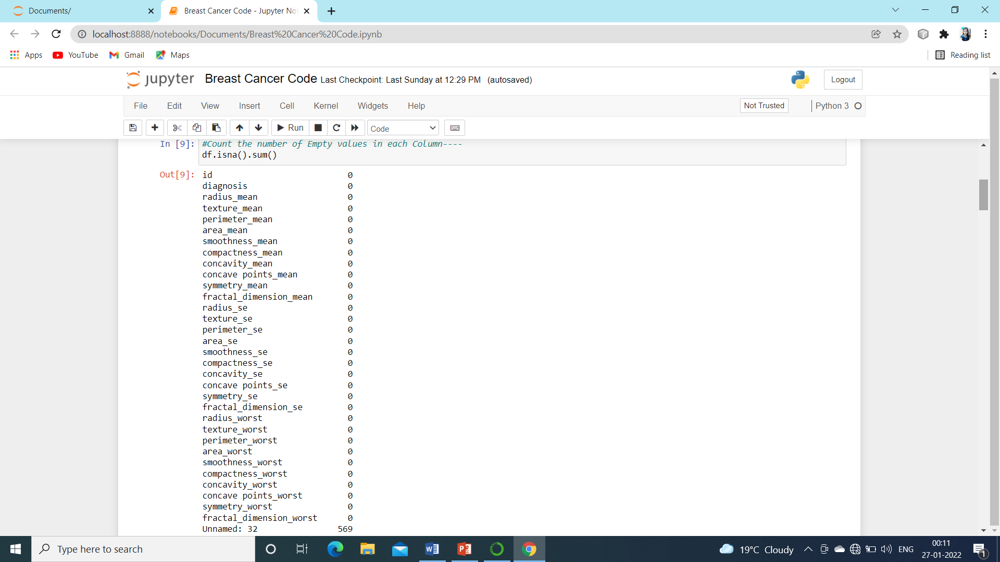 Documents/
Breast Cancer Code - Jupyter No
localhost:8888/notebooks/Documents/Breast%20Cancer%20Code.ipynb
Apps YouTube Gmail Maps Reading list
jupyter Breast Cancer Code Last Checkpoint: Last Sunday at 12:29 PM (autosaved) Logout
File Edit View Insert Cell Kernel Widgets Help Not Trusted Python 3
Run Code
In [9]: #Count the number of Empty values in each Column----
df.isna().sum()
Out[9]: id 0
diagnosis 0
radius_mean 0
texture_mean 0
perimeter_mean 0
area_mean 0
smoothness_mean 0
compactness_mean 0
concavity_mean 0
concave points_mean 0
symmetry_mean 0
fractal_dimension_mean 0
radius_se 0
texture_se 0
perimeter_se 0
area_se 0
smoothness_se 0
compactness_se 0
concavity_se 0
concave points_se 0
symmetry_se 0
fractal_dimension_se 0
radius_worst 0
texture_worst 0
perimeter_worst 0
area_worst 0
smoothness_worst 0
compactness_worst 0
concavity_worst 0
concave points_worst 0
symmetry_worst 0
fractal_dimension_worst 0
Unnamed: 32 569
Type here to search
19°C Cloudy
ENG
00:11
27-01-2022
1